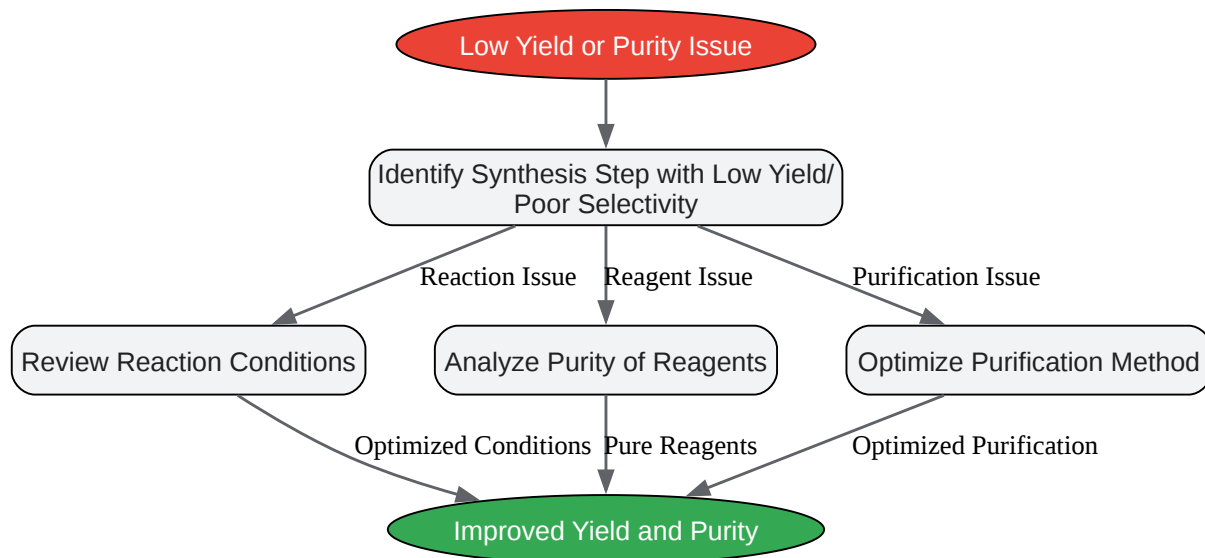 Low Yield or Purity Issue
Identify Synthesis Step with Low Yield/
Poor Selectivity
Reaction Issue
Reagent Issue
Purification Issue
Review Reaction Conditions
Analyze Purity of Reagents
Optimize Purification Method
Optimized Conditions
Pure Reagents
Optimized Purification
Improved Yield and Purity